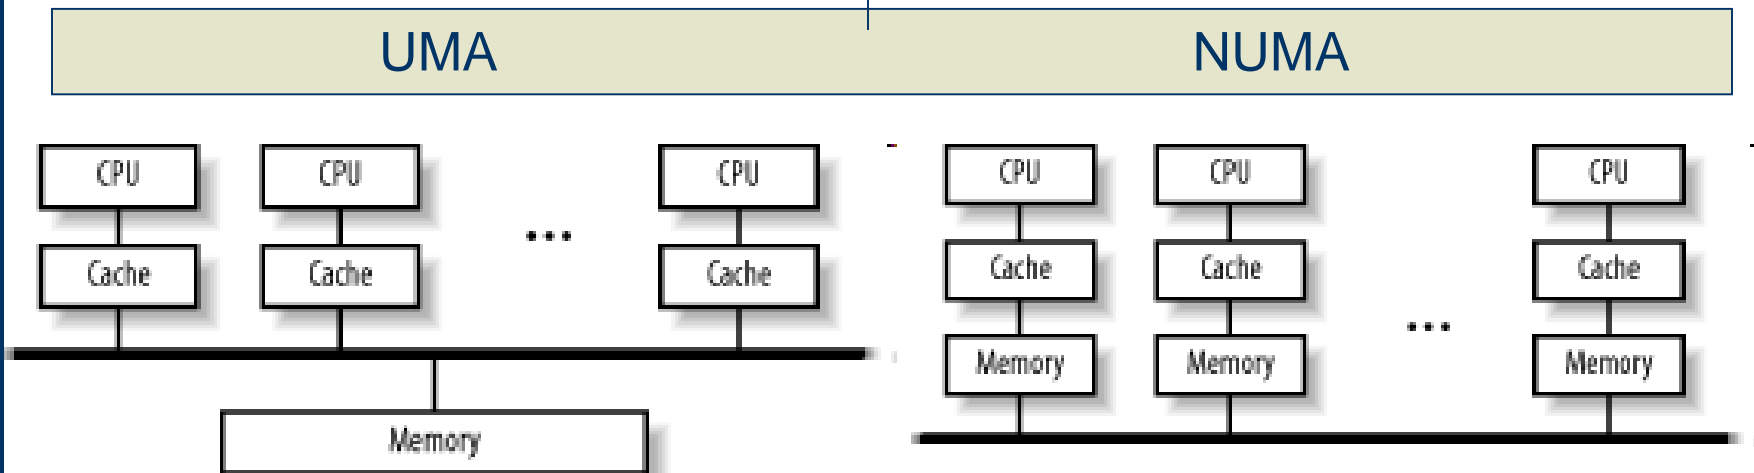 UMA NUMA
CPU CPU CPU CPU CPU CPU
Cache Cache ... Cache Cache Cache Cache
Memory Memory ... Memory
Memory